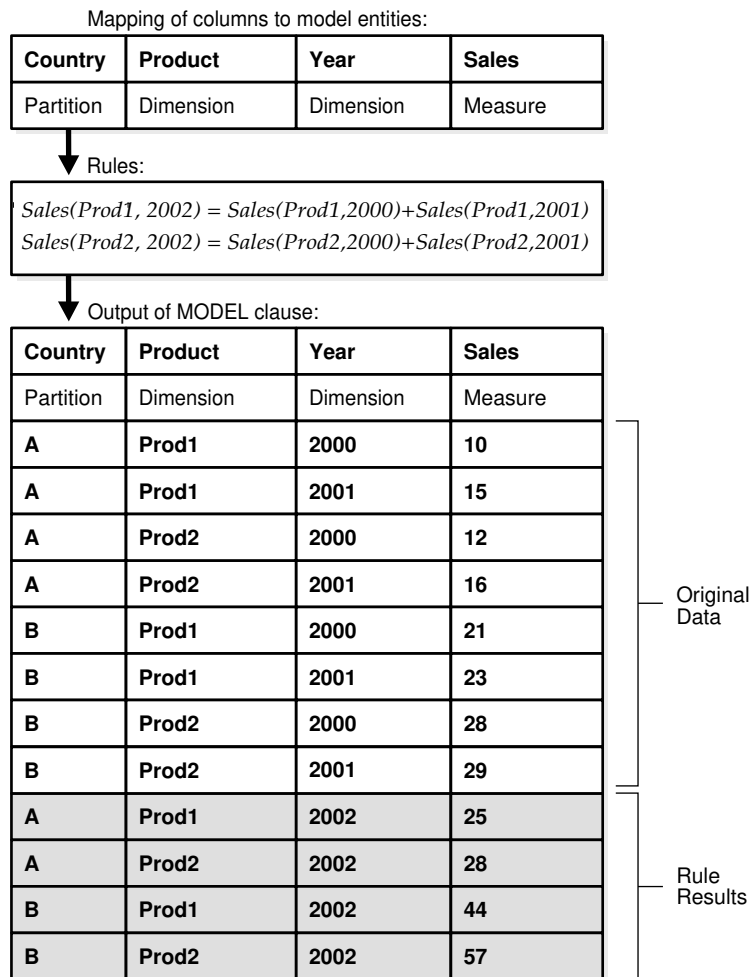 Mapping of columns to model entities:
Country Product Year Sales
Partition Dimension Dimension Measure
Rules:
Sales(Prod1, 2002) = Sales(Prod1,2000)+Sales(Prod1,2001)
Sales(Prod2, 2002) = Sales(Prod2,2000)+Sales(Prod2,2001)
Output of MODEL clause:
Country Product Year Sales
Partition Dimension Dimension Measure
A Prod1 2000 10
A Prod1 2001 15
A Prod2 2000 12
A Prod2 2001 16
B Prod1 2000 21
B Prod1 2001 23
B Prod2 2000 28
B Prod2 2001 29
Original
Data
A Prod1 2002 25
A Prod2 2002 28
B Prod1 2002 44
B Prod2 2002 57
Rule
Results